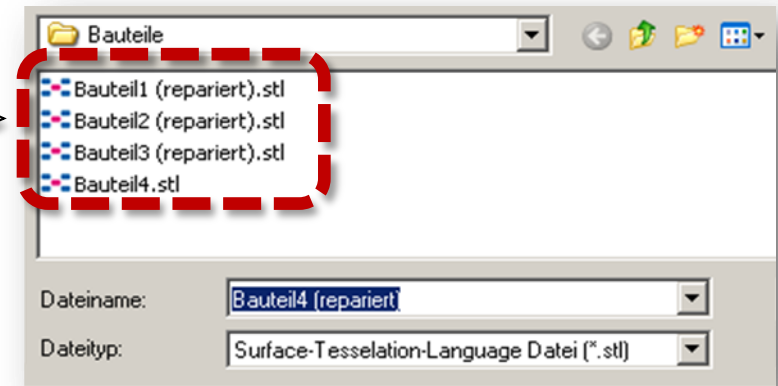 Bauteile
Bauteil1 (repariert).stl
Bauteil2 (repariert).stl
Bauteil3 (repariert).stl
Bauteil4.stl
Dateiname: Bauteil4 (repariert)
Dateityp: Surface-Tesselation-Language Datei (*.stl)